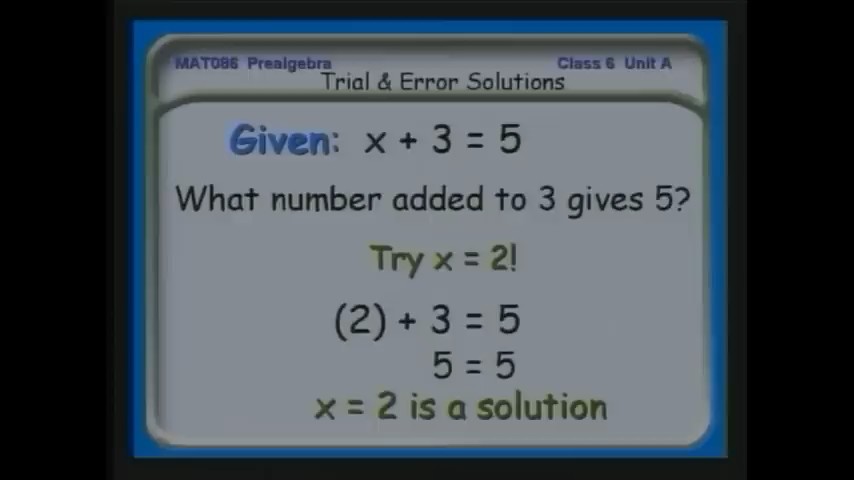 MAT086 Prealgebra Class 6 Unit A
Trial & Error Solutions
Given: x + 3 = 5
What number added to 3 gives 5?
Try x = 2!
(2) + 3 = 5
5 = 5
x = 2 is a solution